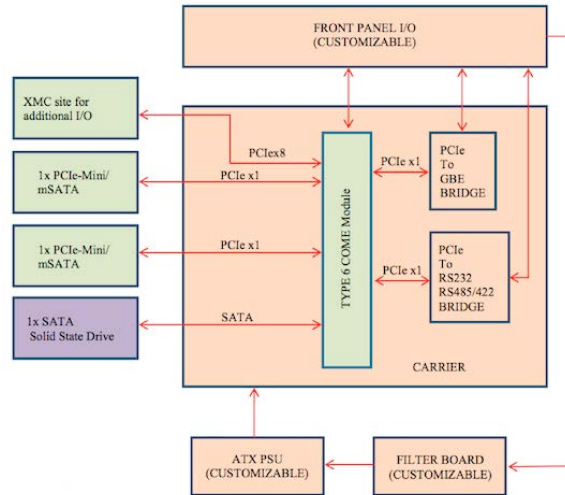 FRONT PANEL I/O
(CUSTOMIZABLE)
XMC site for
additional I/O
PCIex8
1x PCIe-Mini/
mSATA
PCIe x1
PCIe x1
PCIe
To
GBE
BRIDGE
TYPE 6 COME Module
1x PCIe-Mini/
mSATA
PCIe x1
PCIe x1
PCIe
To
RS232
RS485/422
BRIDGE
1x SATA
Solid State Drive
SATA
CARRIER
ATX PSU
(CUSTOMIZABLE)
FILTER BOARD
(CUSTOMIZABLE)